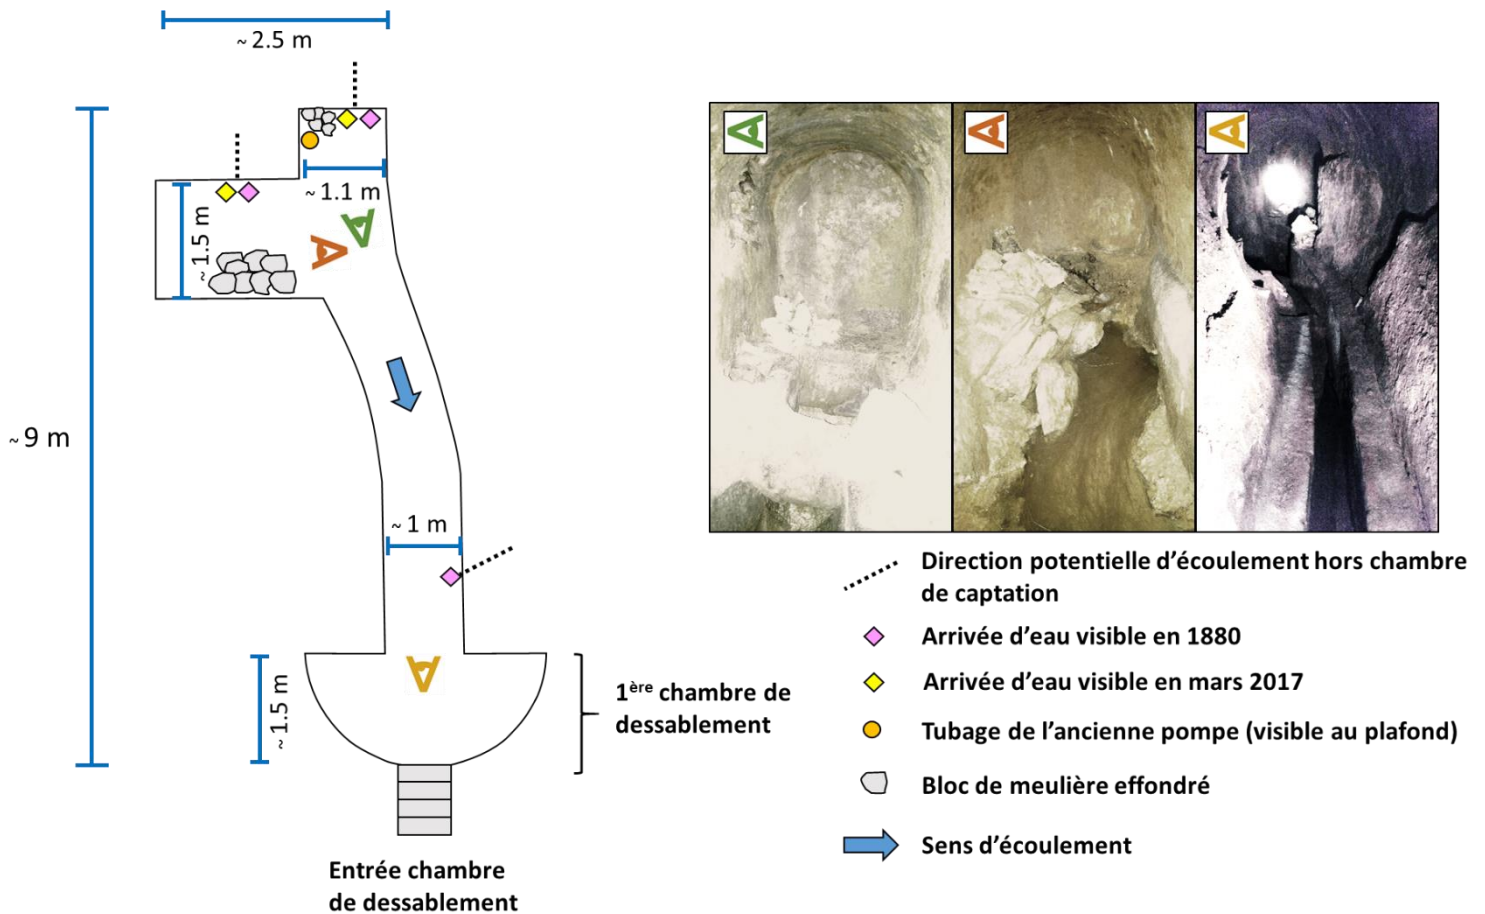 ~ 2.5 m
~ 1.1 m
~ 1.5 m
~ 9 m
~ 1 m
~ 1.5 m
1ère chambre de
dessablement
Entrée chambre
de dessablement
Direction potentielle d’écoulement hors chambre
de captation
Arrivée d’eau visible en 1880
Arrivée d’eau visible en mars 2017
Tubage de l’ancienne pompe (visible au plafond)
Bloc de meulière effondré
Sens d’écoulement